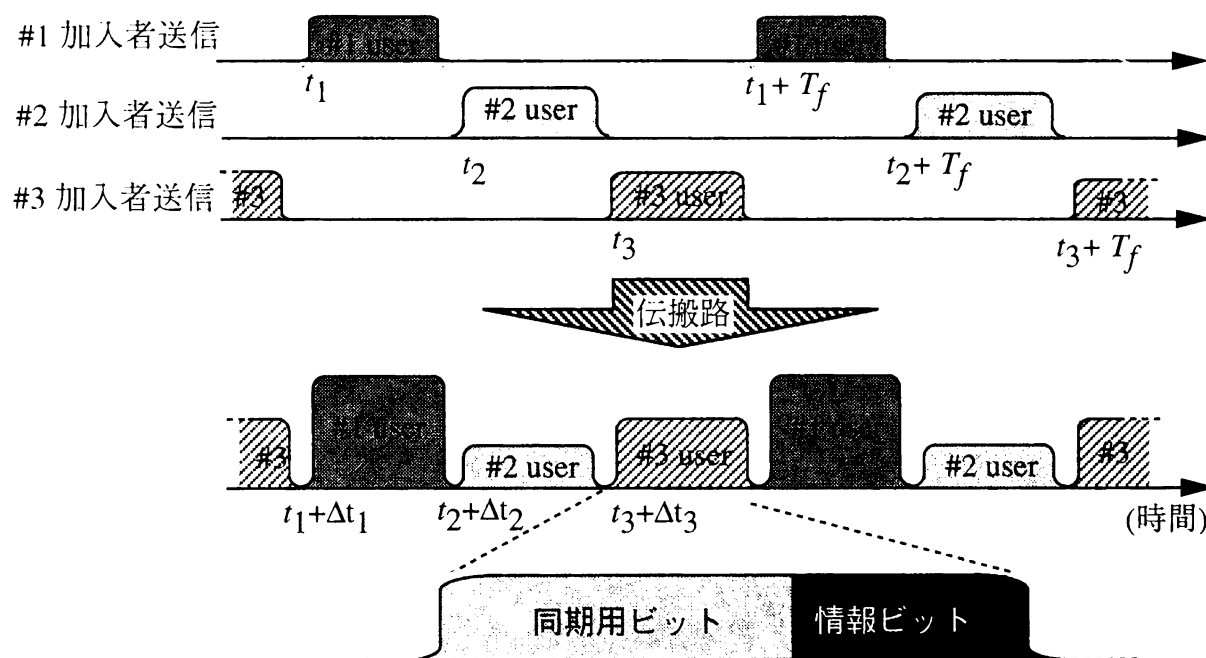 #1 加入者送信
#1 user
t1
t1+ Tf
#2 加入者送信
#2 user
#2 user
t2
t2+ Tf
#3 加入者送信
#3
#3 user
#3
t3
t3+ Tf
伝搬路
#3
#2 user
#3 user
#2 user
#3
t1+Δt1
t2+Δt2
t3+Δt3
(時間)
同期用ビット
情報ビット